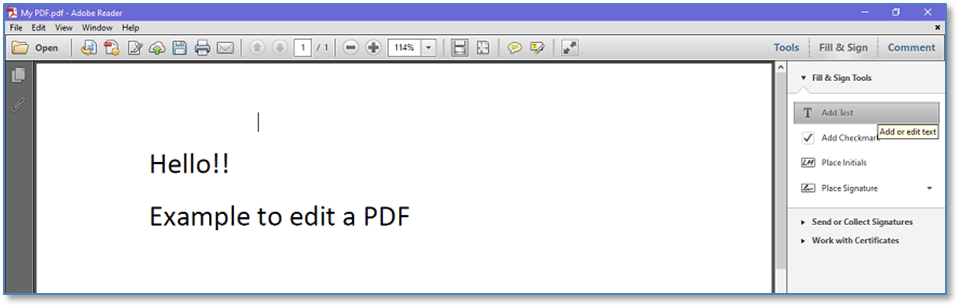 My PDF.pdf - Adobe Reader
File Edit View Window Help
Open 1 / 1 114% Tools Fill & Sign Comment
Fill & Sign Tools
Add Text
Add or edit text
Add Checkmark
Place Initials
Place Signature
Send or Collect Signatures
Work with Certificates
Hello!!
Example to edit a PDF